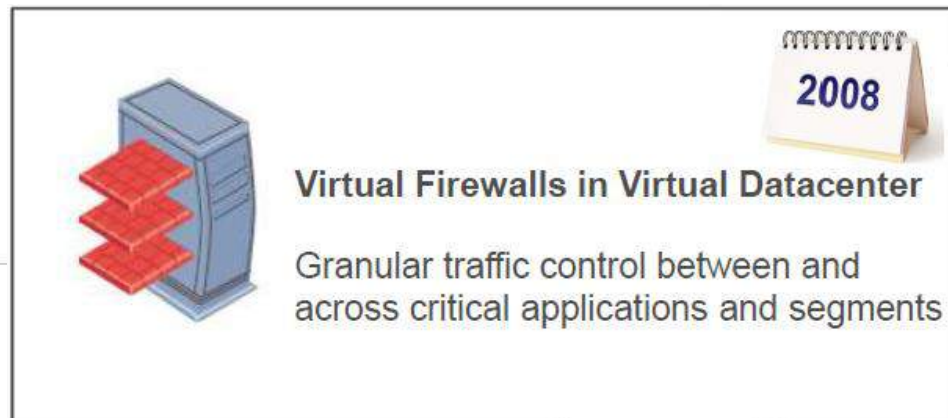 2008
Virtual Firewalls in Virtual Datacenter
Granular traffic control between and
across critical applications and segments